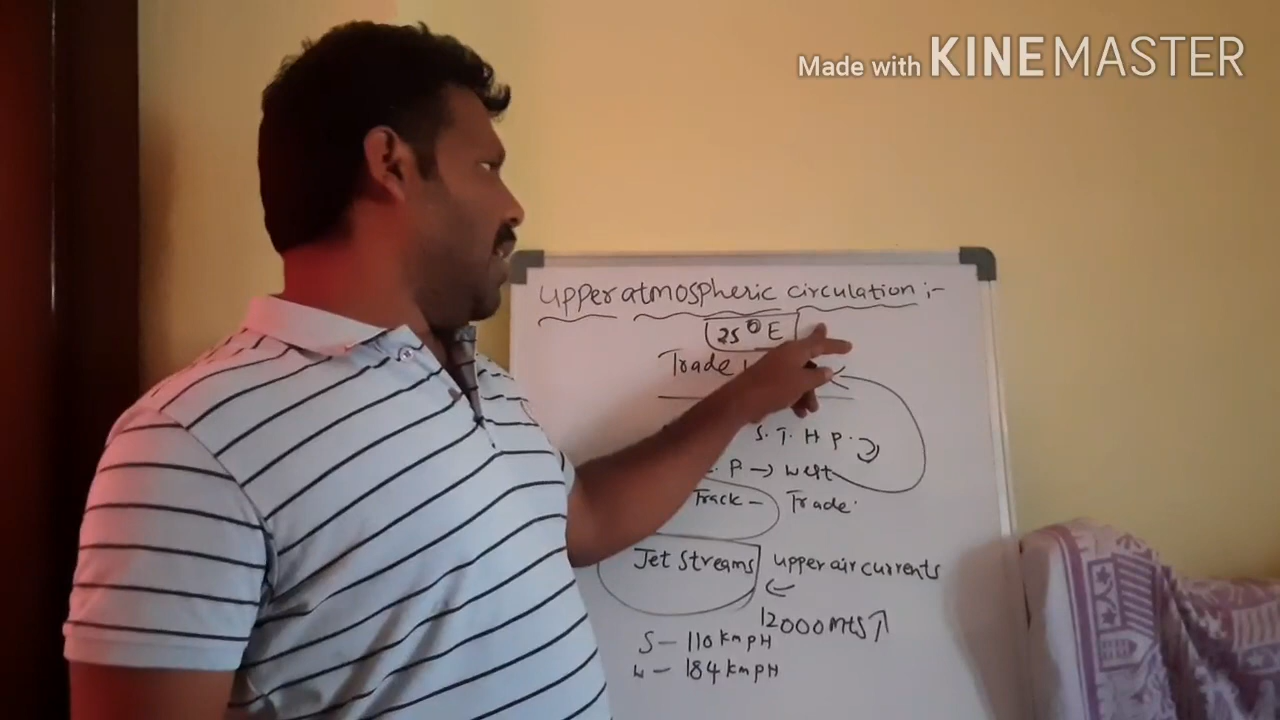 Made with KINEMASTER
upper atmospheric circulation :-
25° E
Trade
S. T. H P.
P → west
Track - Trade
Jet streams upper air currents
12000 mts ↑
S - 110 kmpH
W - 184 kmpH